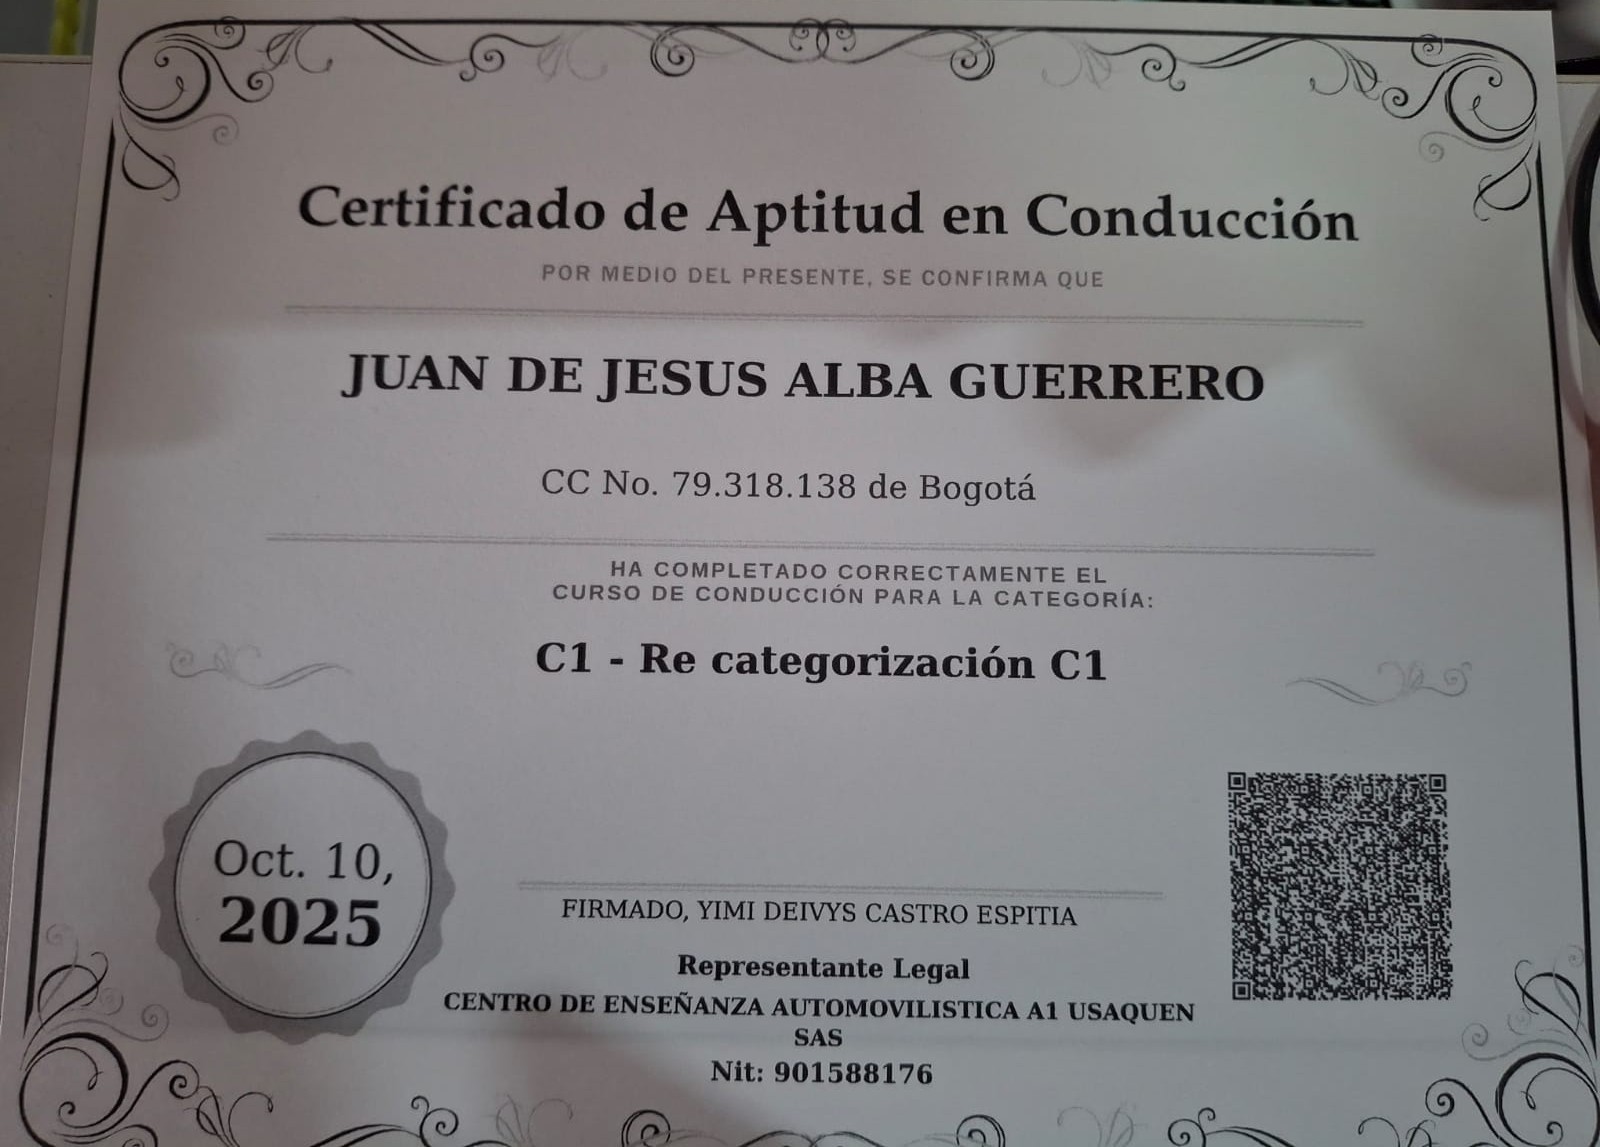 Certificado de Aptitud en Conducción
POR MEDIO DEL PRESENTE, SE CONFIRMA QUE
JUAN DE JESUS ALBA GUERRERO
CC No. 79.318.138 de Bogotá
HA COMPLETADO CORRECTAMENTE EL
CURSO DE CONDUCCIÓN PARA LA CATEGORÍA:
C1 - Re categorización C1
Oct. 10,
2025
FIRMADO, YIMI DEIVYS CASTRO ESPITIA
Representante Legal
CENTRO DE ENSEÑANZA AUTOMOVILISTICA A1 USAQUEN
SAS
Nit: 901588176